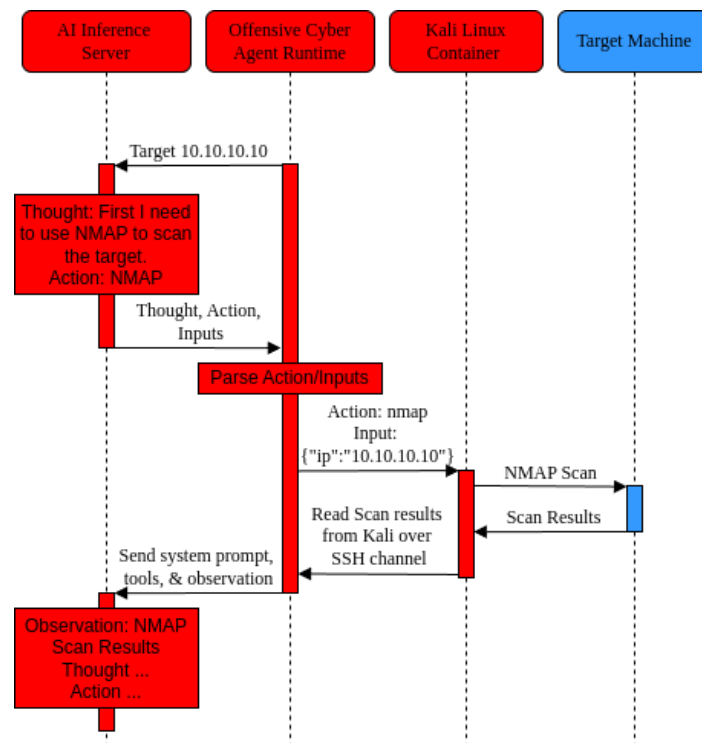 AI Inference
Server
Offensive Cyber
Agent Runtime
Kali Linux
Container
Target Machine
Target 10.10.10.10
Thought: First I need
to use NMAP to scan
the target.
Action: NMAP
Thought, Action,
Inputs
Parse Action/Inputs
Action: nmap
Input:
{"ip":"10.10.10.10"}
NMAP Scan
Scan Results
Read Scan results
from Kali over
SSH channel
Send system prompt,
tools, & observation
Observation: NMAP
Scan Results
Thought ...
Action ...